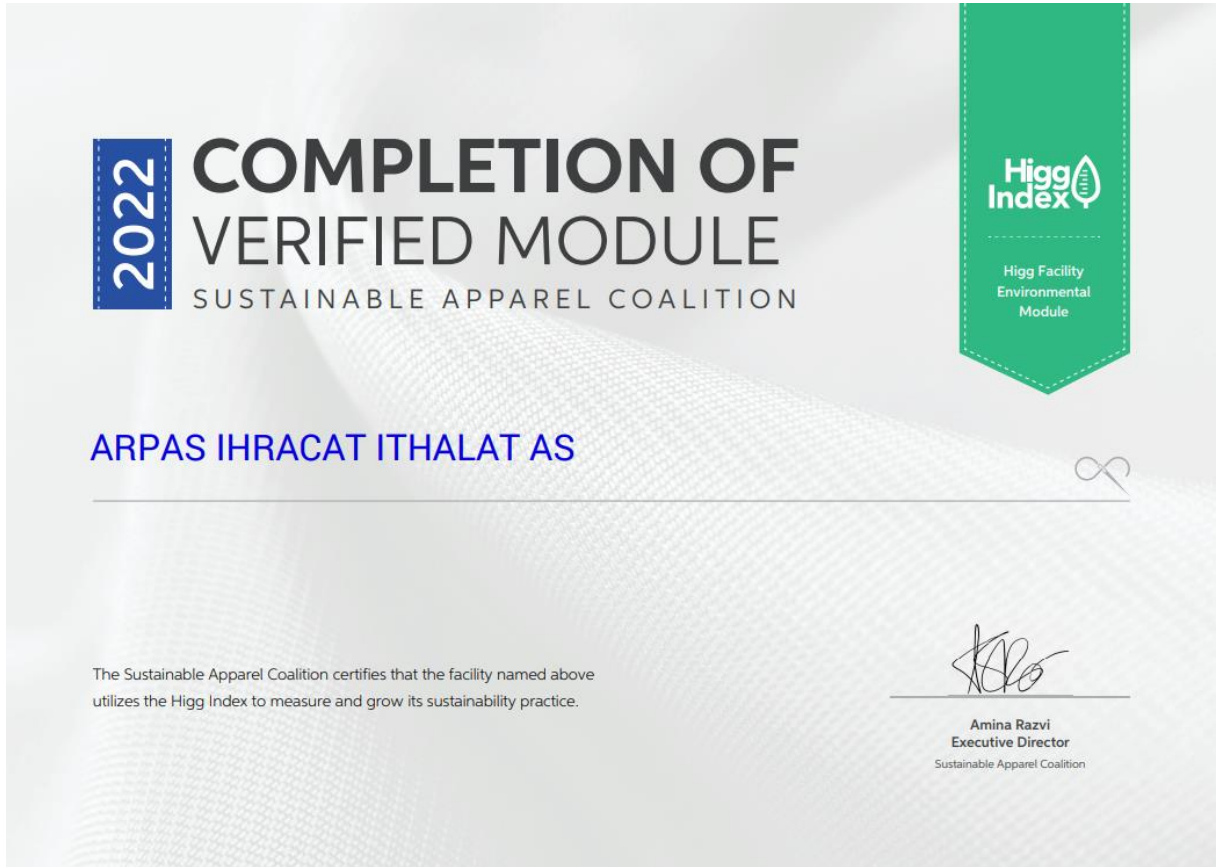 2022
COMPLETION OF
VERIFIED MODULE
SUSTAINABLE APPAREL COALITION
Higg
Index
Higg Facility
Environmental
Module
ARPAS IHRACAT ITHALAT AS
The Sustainable Apparel Coalition certifies that the facility named above
utilizes the Higg Index to measure and grow its sustainability practice.
Amina Razvi
Executive Director
Sustainable Apparel Coalition